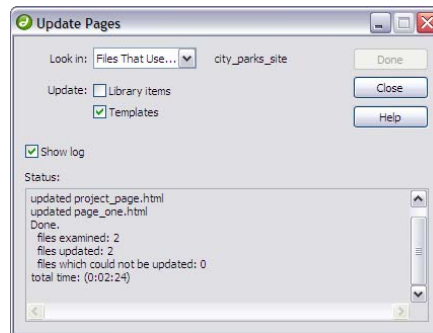 Update Pages
Look in: Files That Use... city_parks_site Done
Update: Library items Close
Templates
Help
Show log
Status:
updated project_page.html
updated page_one.html
Done.
files examined: 2
files updated: 2
files which could not be updated: 0
total time: (0:02:24)